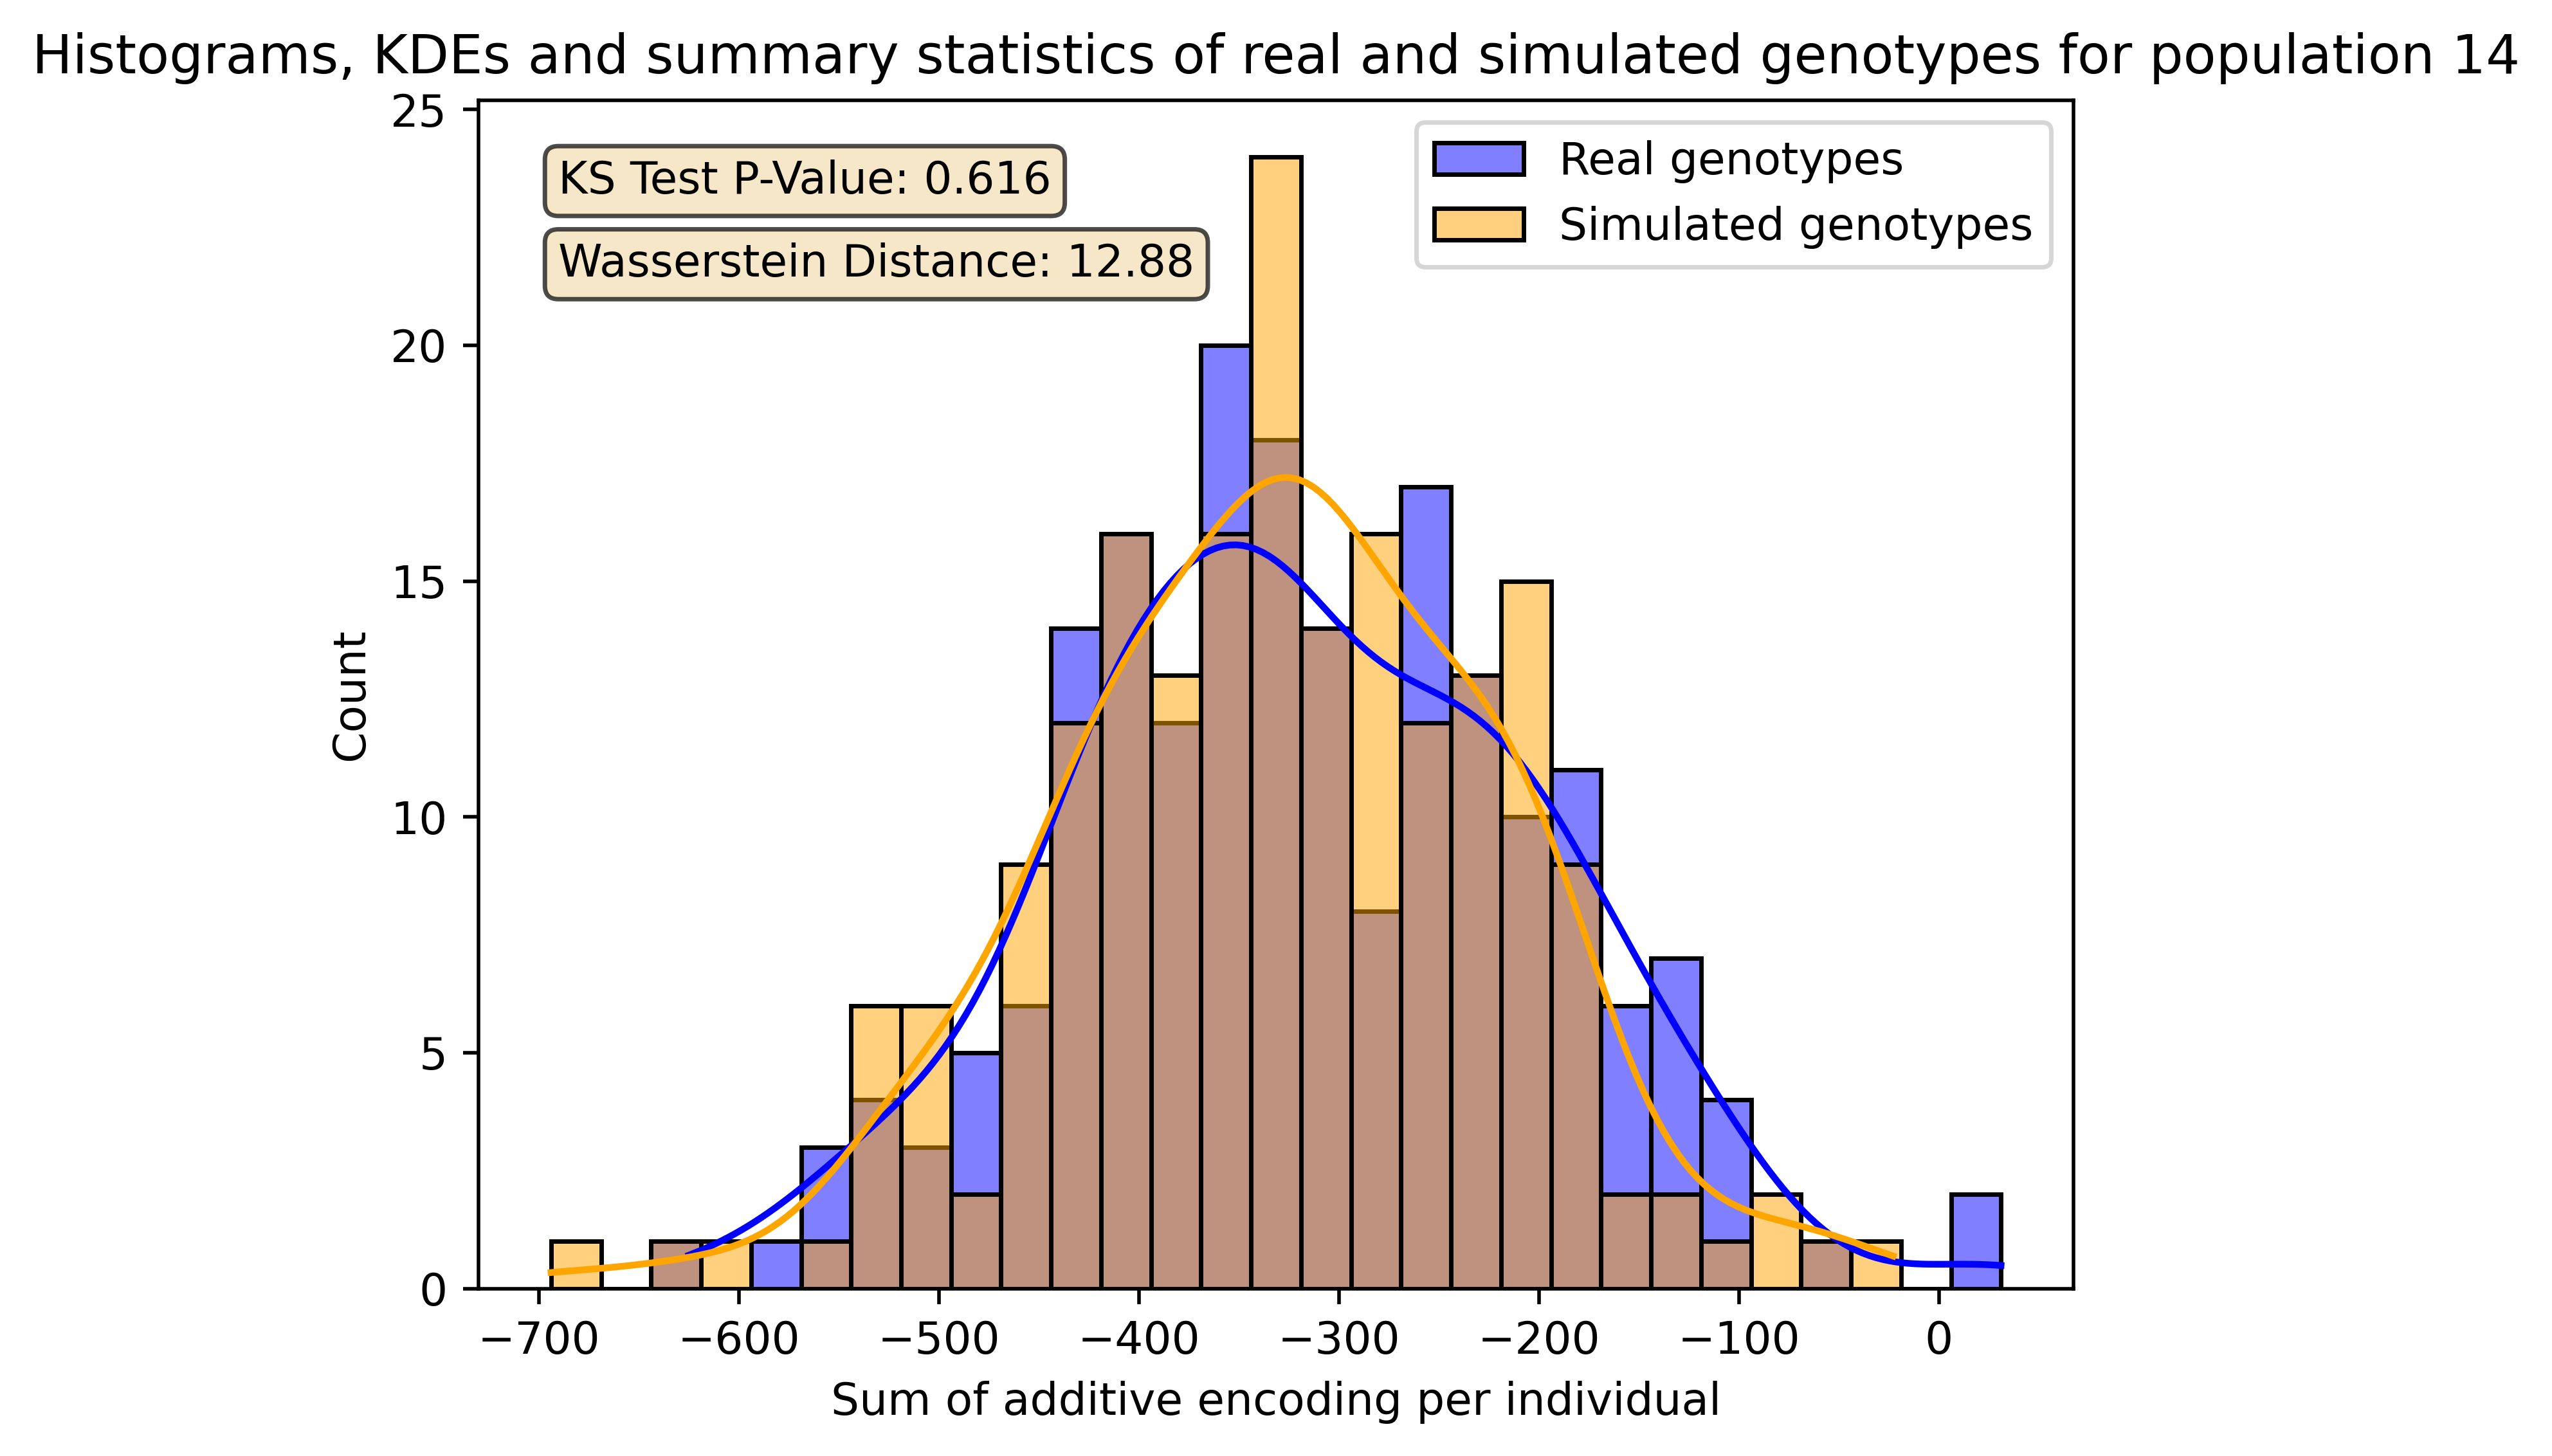 Histograms, KDEs and summary statistics of real and simulated genotypes for population 14
KS Test P-Value: 0.616
Wasserstein Distance: 12.88
Real genotypes
Simulated genotypes
Count
25
20
15
10
5
0
−700 −600 −500 −400 −300 −200 −100 0
Sum of additive encoding per individual